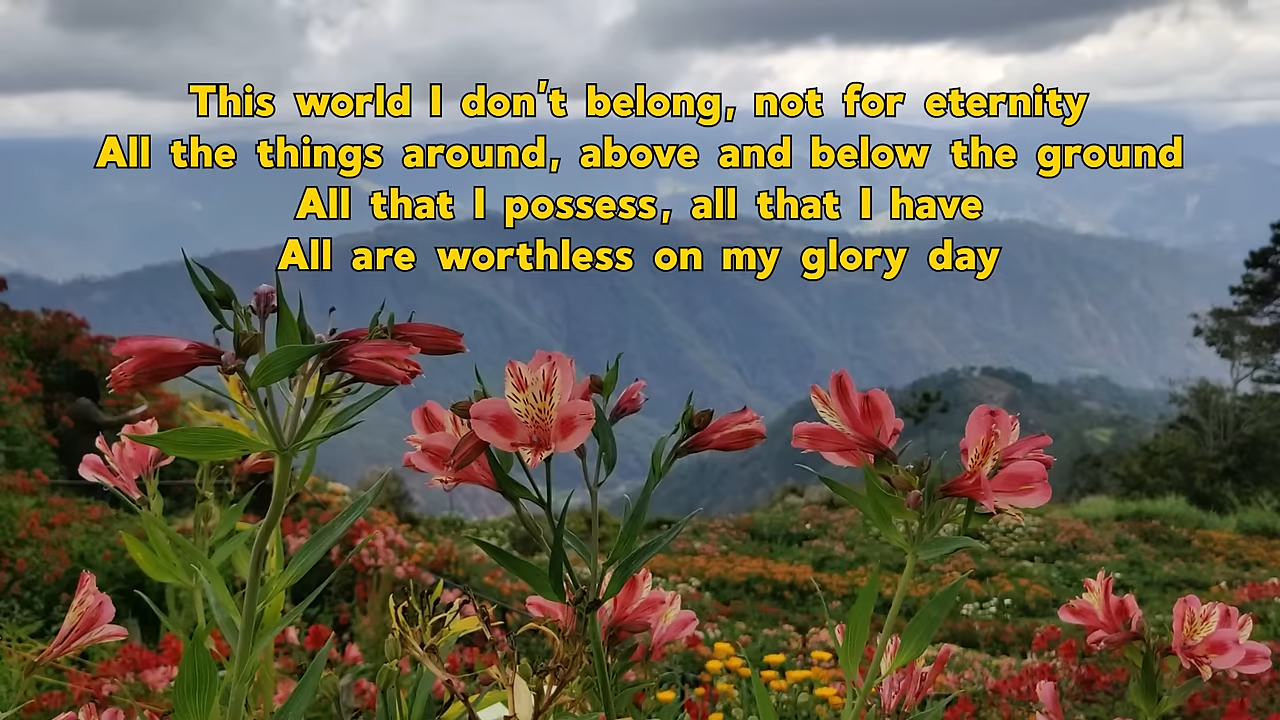 This world I don't belong, not for eternity
All the things around, above and below the ground
All that I possess, all that I have
All are worthless on my glory day